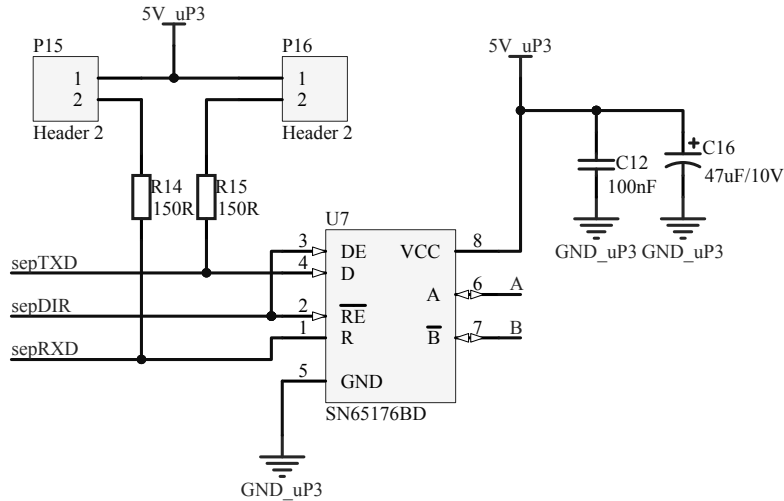 5V_uP3
P15
P16
5V_uP3
1
2
1
2
Header 2
Header 2
C12
100nF
C16
47uF/10V
+
R14
150R
R15
150R
GND_uP3
GND_uP3
U7
sepTXD
sepDIR
sepRXD
3
4
2
1
5
DE
D
RE
R
GND
VCC
A
B
8
6
7
A
B
SN65176BD
GND_uP3